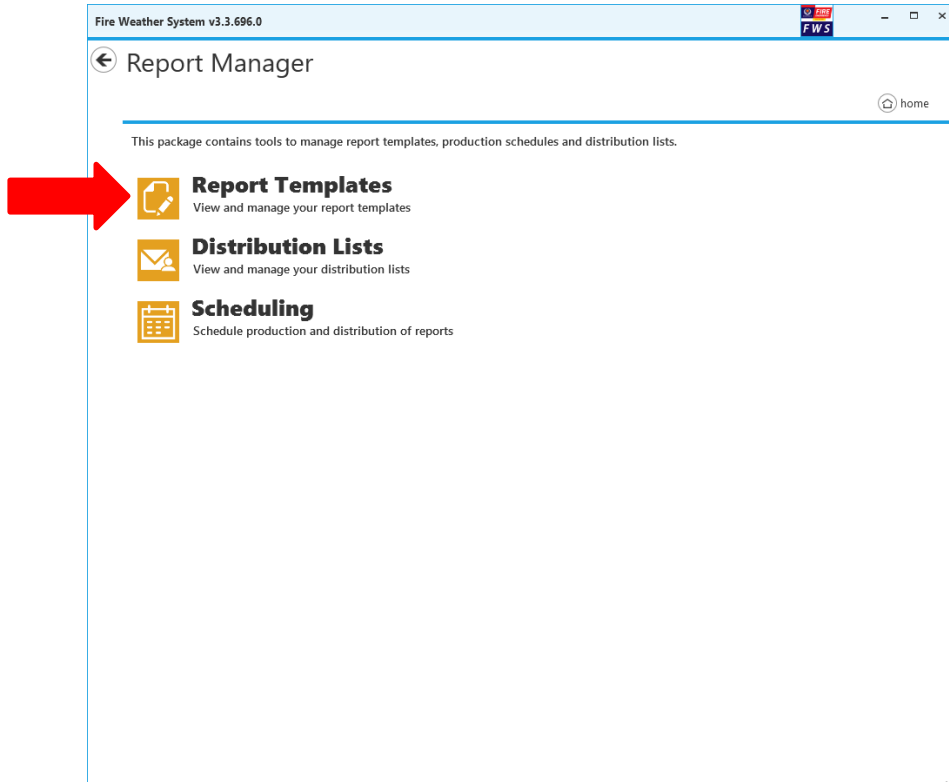 Fire Weather System v3.3.696.0
FIRE
FWS
Report Manager
home
This package contains tools to manage report templates, production schedules and distribution lists.
Report Templates
View and manage your report templates
Distribution Lists
View and manage your distribution lists
Scheduling
Schedule production and distribution of reports